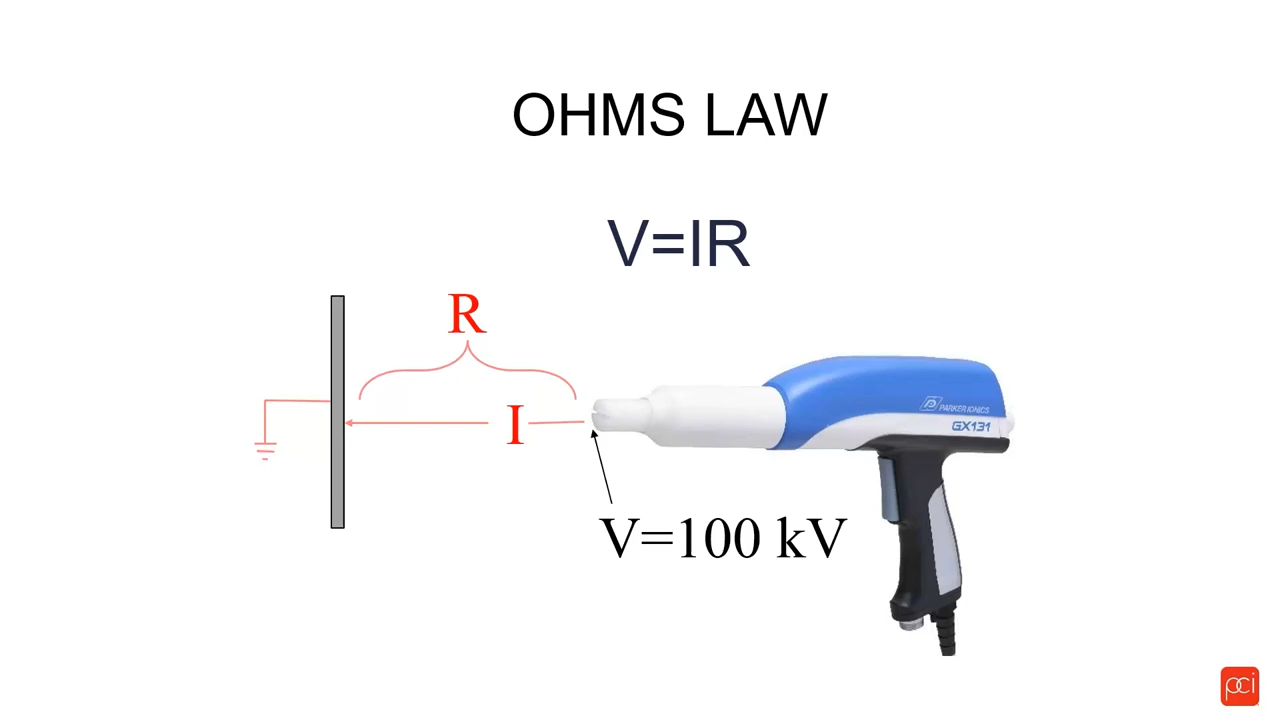 OHMS LAW
V=IR
R
I
PARKER IONICS
GX131
V=100 kV
pci